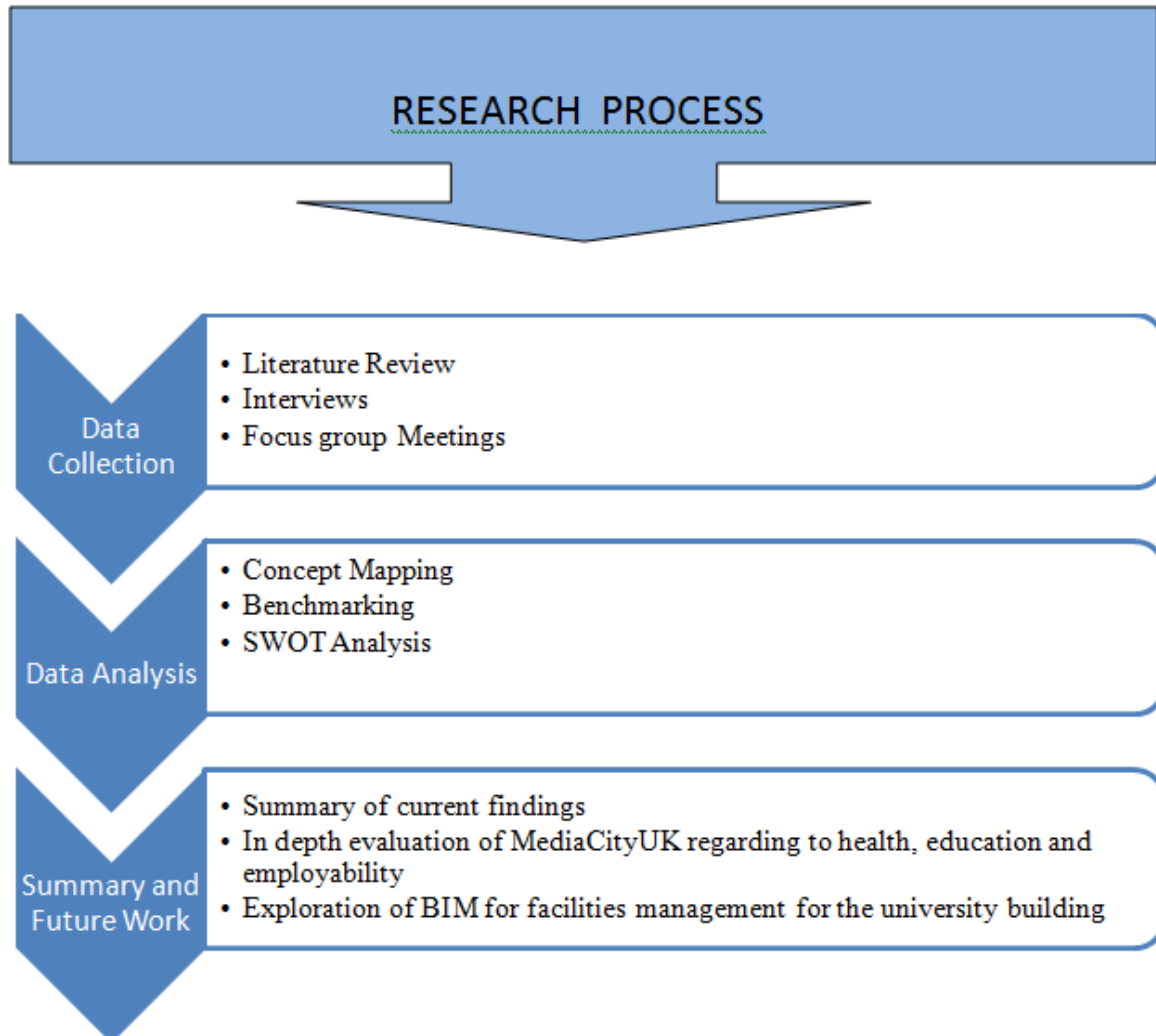 RESEARCH PROCESS
Data
Collection
• Literature Review
• Interviews
• Focus group Meetings
Data Analysis
• Concept Mapping
• Benchmarking
• SWOT Analysis
Summary and
Future Work
• Summary of current findings
• In depth evaluation of MediaCityUK regarding to health, education and
employability
• Exploration of BIM for facilities management for the university building